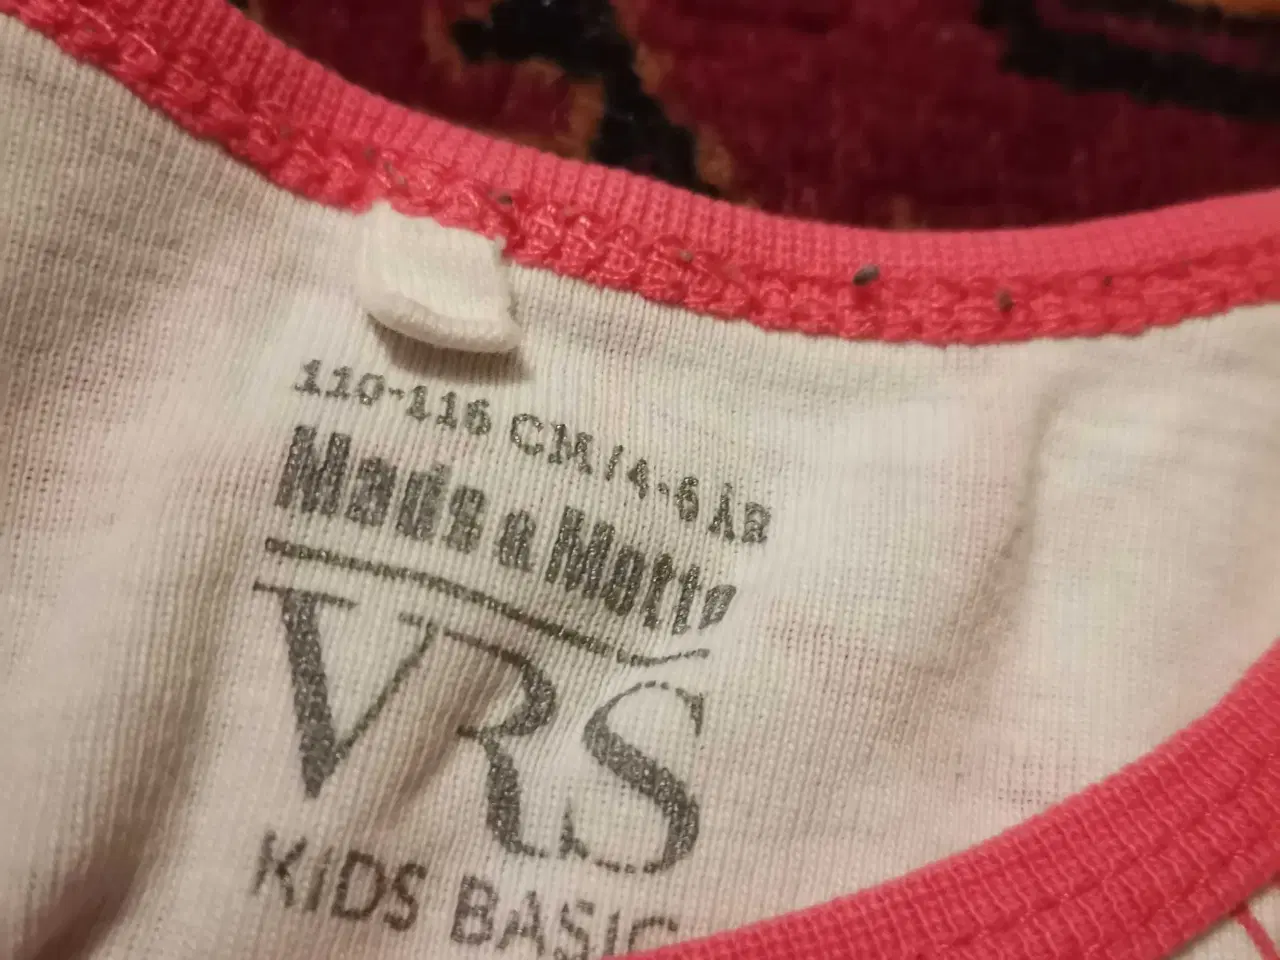 110-116 CM/4-6 ÅR
Mads & Mette
VRS
KIDS BASIC